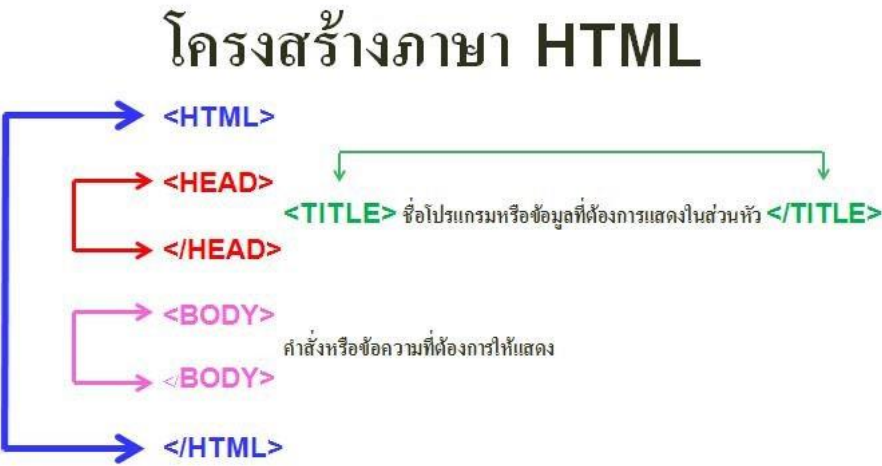 โครงสร้างภาษา HTML
<HTML>
<HEAD>
<TITLE> ชื่อโปรแกรมหรือข้อมูลที่ต้องการแสดงในส่วนหัว </TITLE>
</HEAD>
<BODY>
คำสั่งหรือข้อความที่ต้องการให้แสดง
</BODY>
</HTML>